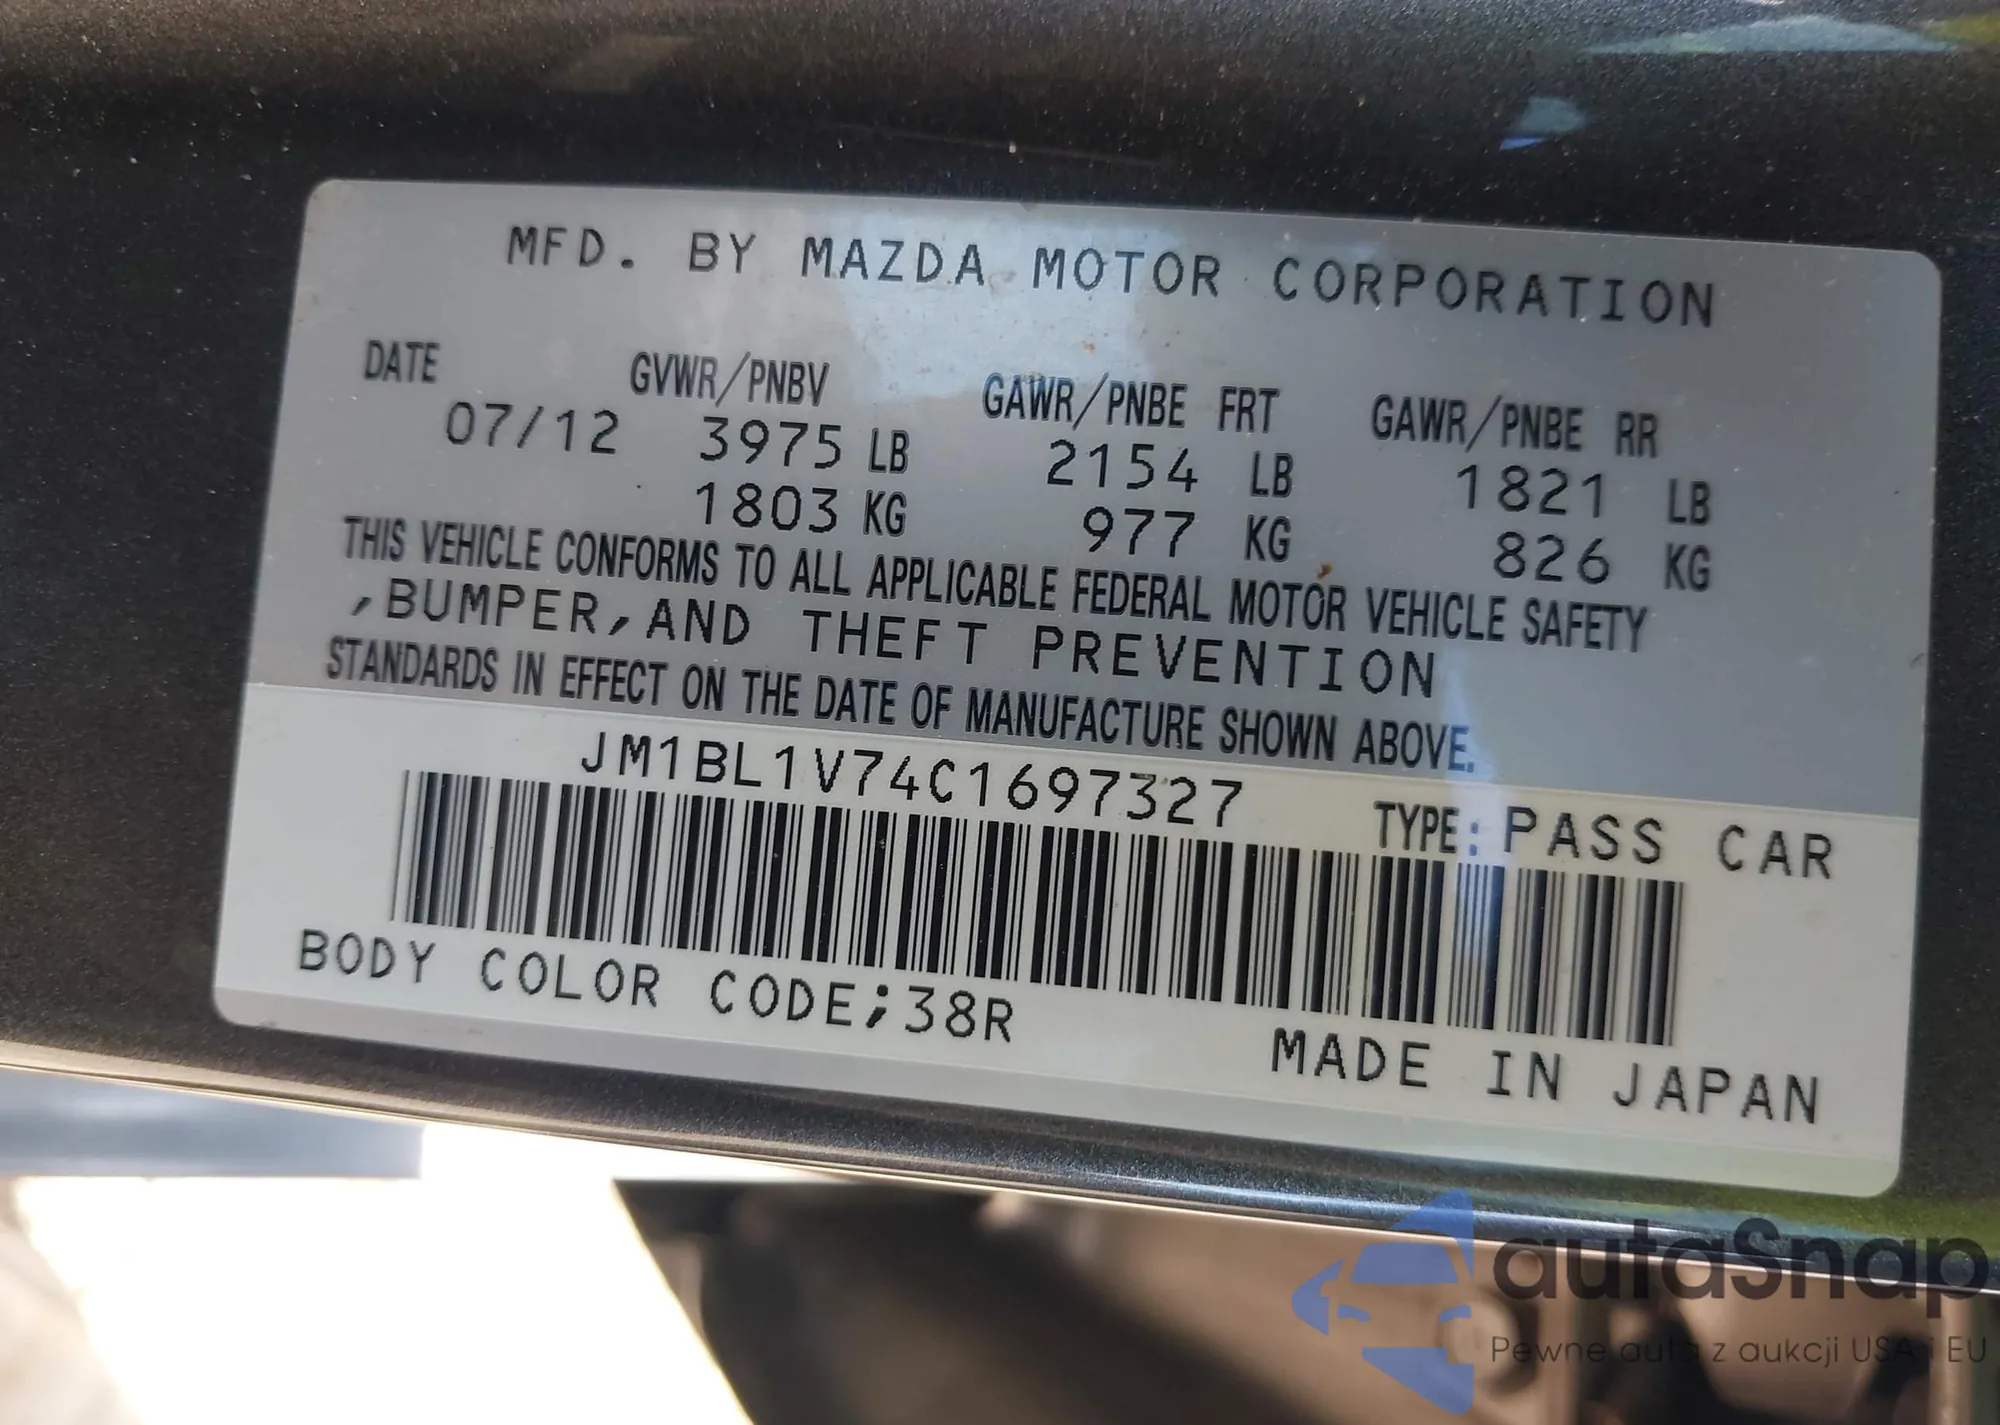 MFD. BY MAZDA MOTOR CORPORATION
DATE GVWR/PNBV GAWR/PNBE FRT GAWR/PNBE RR
07/12 3975 LB 2154 LB 1821 LB
1803 KG 977 KG 826 KG
THIS VEHICLE CONFORMS TO ALL APPLICABLE FEDERAL MOTOR VEHICLE SAFETY
,BUMPER,AND THEFT PREVENTION
STANDARDS IN EFFECT ON THE DATE OF MANUFACTURE SHOWN ABOVE.
JM1BL1V74C1697327 TYPE: PASS CAR
BODY COLOR CODE;38R
MADE IN JAPAN
autaSnap
Pewne auta z aukcji USA i EU